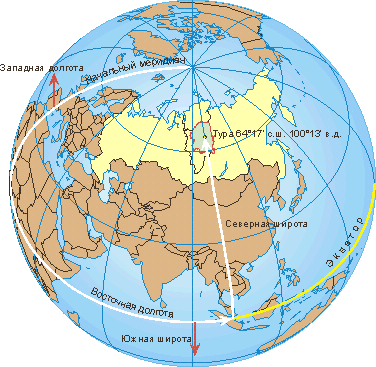 Западная долгота
Начальный меридиан
Тура 64°17' с.ш. 100°13' в.д.
Северная широта
Экватор
Восточная долгота
Южная широта